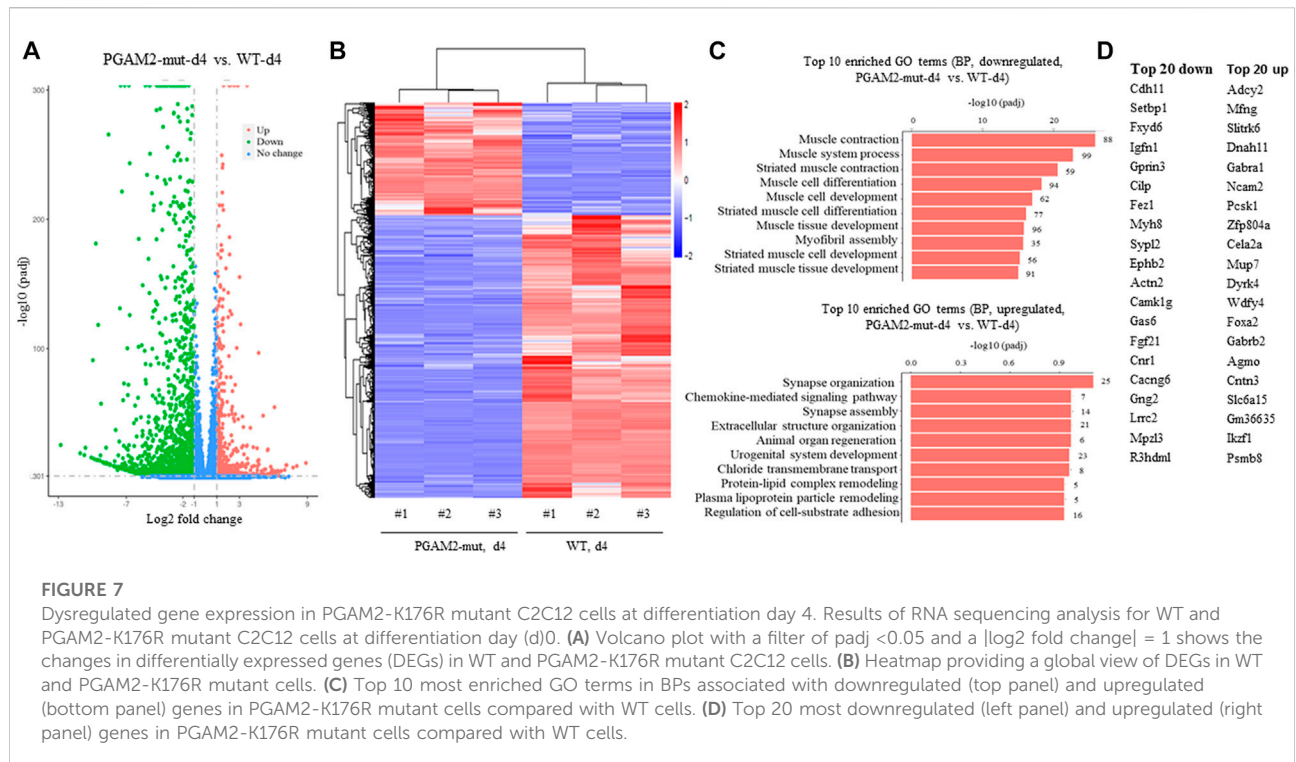 A
PGAM2-mut-d4 vs. WT-d4
300
200
100
.301
-log10 (padj)
Up
Down
No change
-13
-7
-2
-1
1
3
9
Log2 fold change
B
2
1
0
-1
-2
#1
#2
#3
#1
#2
#3
PGAM2-mut, d4
WT, d4
C
Top 10 enriched GO terms (BP, downregulated,
PGAM2-mut-d4 vs. WT-d4)
-log10 (padj)
0
10
20
Muscle contraction 88
Muscle system process 99
Striated muscle contraction 59
Muscle cell differentiation 94
Muscle cell development 62
Striated muscle cell differentiation 77
Muscle tissue development 96
Myofibril assembly 35
Striated muscle cell development 56
Striated muscle tissue development 91
Top 10 enriched GO terms (BP, upregulated,
PGAM2-mut-d4 vs. WT-d4)
-log10 (padj)
0.0
0.3
0.6
0.9
Synapse organization 25
Chemokine-mediated signaling pathway 7
Synapse assembly 14
Extracellular structure organization 21
Animal organ regeneration 6
Urogenital system development 23
Chloride transmembrane transport 8
Protein-lipid complex remodeling 5
Plasma lipoprotein particle remodeling 5
Regulation of cell-substrate adhesion 16
D
Top 20 down Top 20 up
Cdh11 Adcy2
Setbp1 Mfng
Fxyd6 Slitrk6
Igfn1 Dnah11
Gprin3 Gabra1
Cilp Ncam2
Fez1 Pcsk1
Myh8 Zfp804a
Sypl2 Cela2a
Ephb2 Mup7
Actn2 Dyrk4
Camk1g Wdfy4
Gas6 Foxa2
Fgf21 Gabrb2
Cnr1 Agmo
Cacng6 Cntn3
Gng2 Slc6a15
Lrrc2 Gm36635
Mpzl3 Ikzf1
R3hdml Psmb8
FIGURE 7
Dysregulated gene expression in PGAM2-K176R mutant C2C12 cells at differentiation day 4. Results of RNA sequencing analysis for WT and
PGAM2-K176R mutant C2C12 cells at differentiation day (d)0. (A) Volcano plot with a filter of padj <0.05 and a |log2 fold change| = 1 shows the
changes in differentially expressed genes (DEGs) in WT and PGAM2-K176R mutant C2C12 cells. (B) Heatmap providing a global view of DEGs in WT
and PGAM2-K176R mutant cells. (C) Top 10 most enriched GO terms in BPs associated with downregulated (top panel) and upregulated
(bottom panel) genes in PGAM2-K176R mutant cells compared with WT cells. (D) Top 20 most downregulated (left panel) and upregulated (right
panel) genes in PGAM2-K176R mutant cells compared with WT cells.